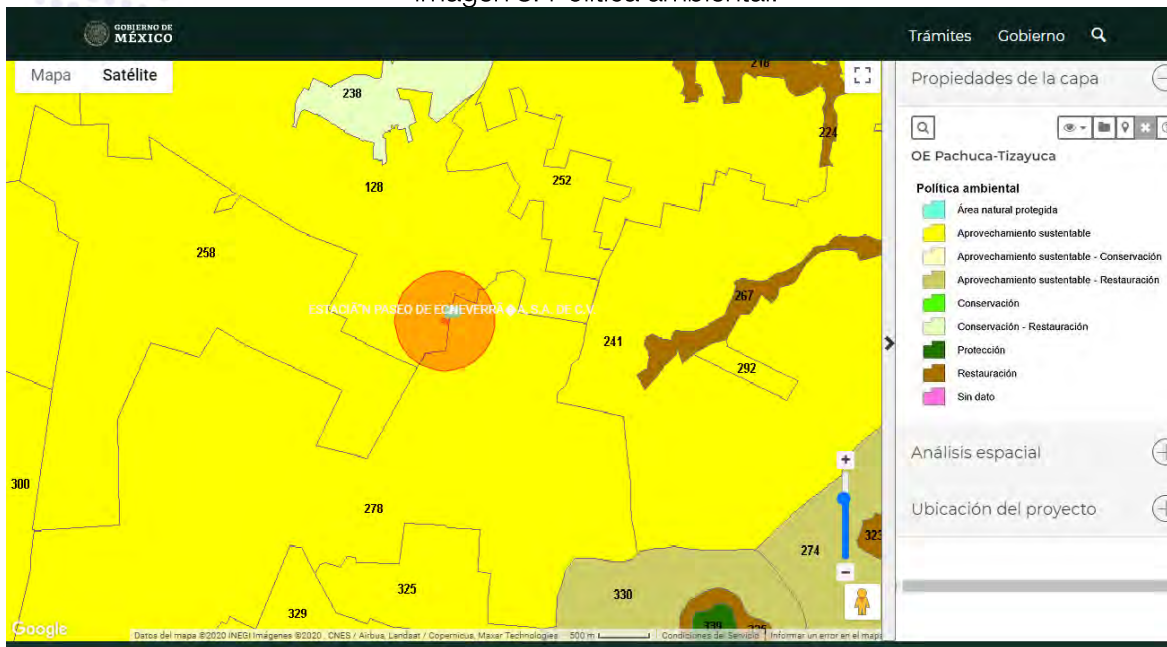 Imagen 3. Política ambiental.
GOBIERNO DE
MÉXICO
Trámites Gobierno
Mapa Satélite
238
216
224
128
252
258
ESTACIÓN PASEO DE ECHEVERRÍA, S.A. DE C.V.
267
241
292
300
278
274
323
325
330
329
339
Google
Datos del mapa ©2020 INEGI Imágenes ©2020 , CNES / Airbus, Landsat / Copernicus, Maxar Technologies
500 m
Condiciones del Servicio
Informar un error en el mapa
Propiedades de la capa
OE Pachuca-Tizayuca
Política ambiental
Área natural protegida
Aprovechamiento sustentable
Aprovechamiento sustentable - Conservación
Aprovechamiento sustentable - Restauración
Conservación
Conservación - Restauración
Protección
Restauración
Sin dato
Análisis espacial
Ubicación del proyecto